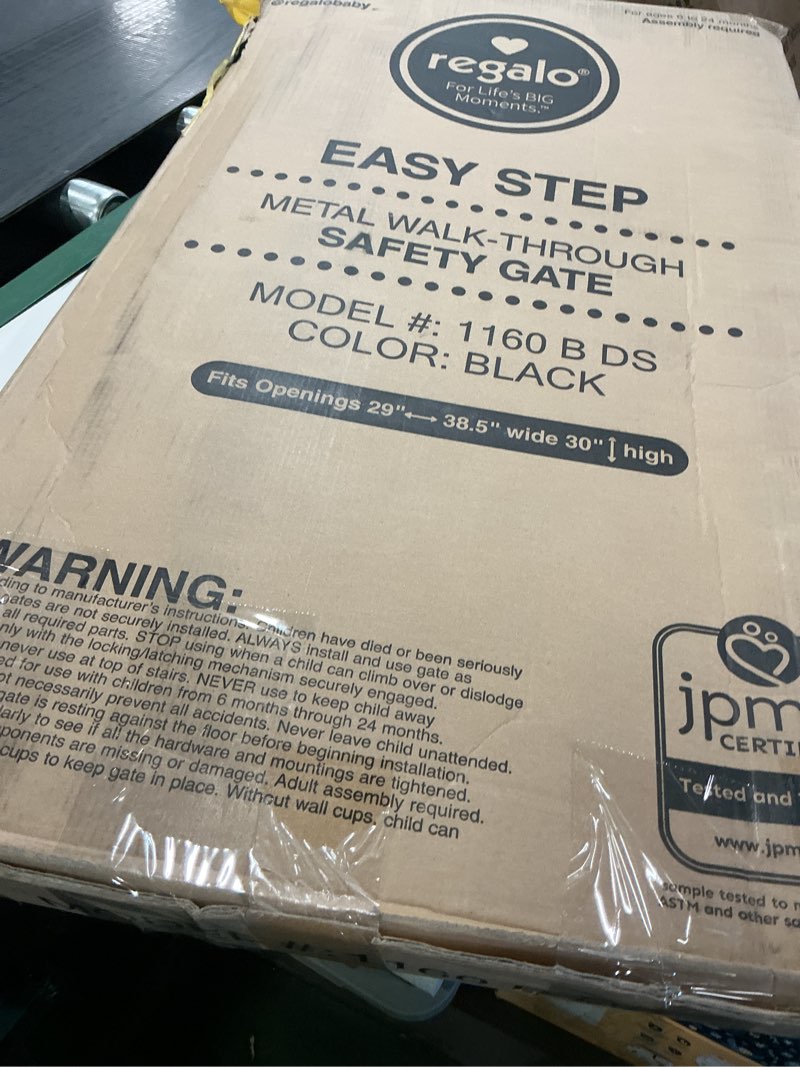 @regalobaby
For ages 6 to 24 months
Assembly required
regalo®
For Life's BIG
Moments.™
EASY STEP
METAL WALK-THROUGH
SAFETY GATE
MODEL #: 1160 B DS
COLOR: BLACK
Fits Openings 29"↔ 38.5" wide 30"↕ high
WARNING:
Children have died or been seriously
gates are not securely installed. ALWAYS install and use gate as
ding to manufacturer's instructions
all required parts. STOP using when a child can climb over or dislodge
nly with the locking/latching mechanism securely engaged.
never use at top of stairs. NEVER use to keep child away
ed for use with children from 6 months through 24 months.
ot necessarily prevent all accidents. Never leave child unattended.
gate is resting against the floor before beginning installation.
larly to see if all the hardware and mountings are tightened.
ponents are missing or damaged. Adult assembly required.
cups to keep gate in place. Without wall cups, child can
jpm
CERTI
Tested and
www.jpm
sample tested to
ASTM and other